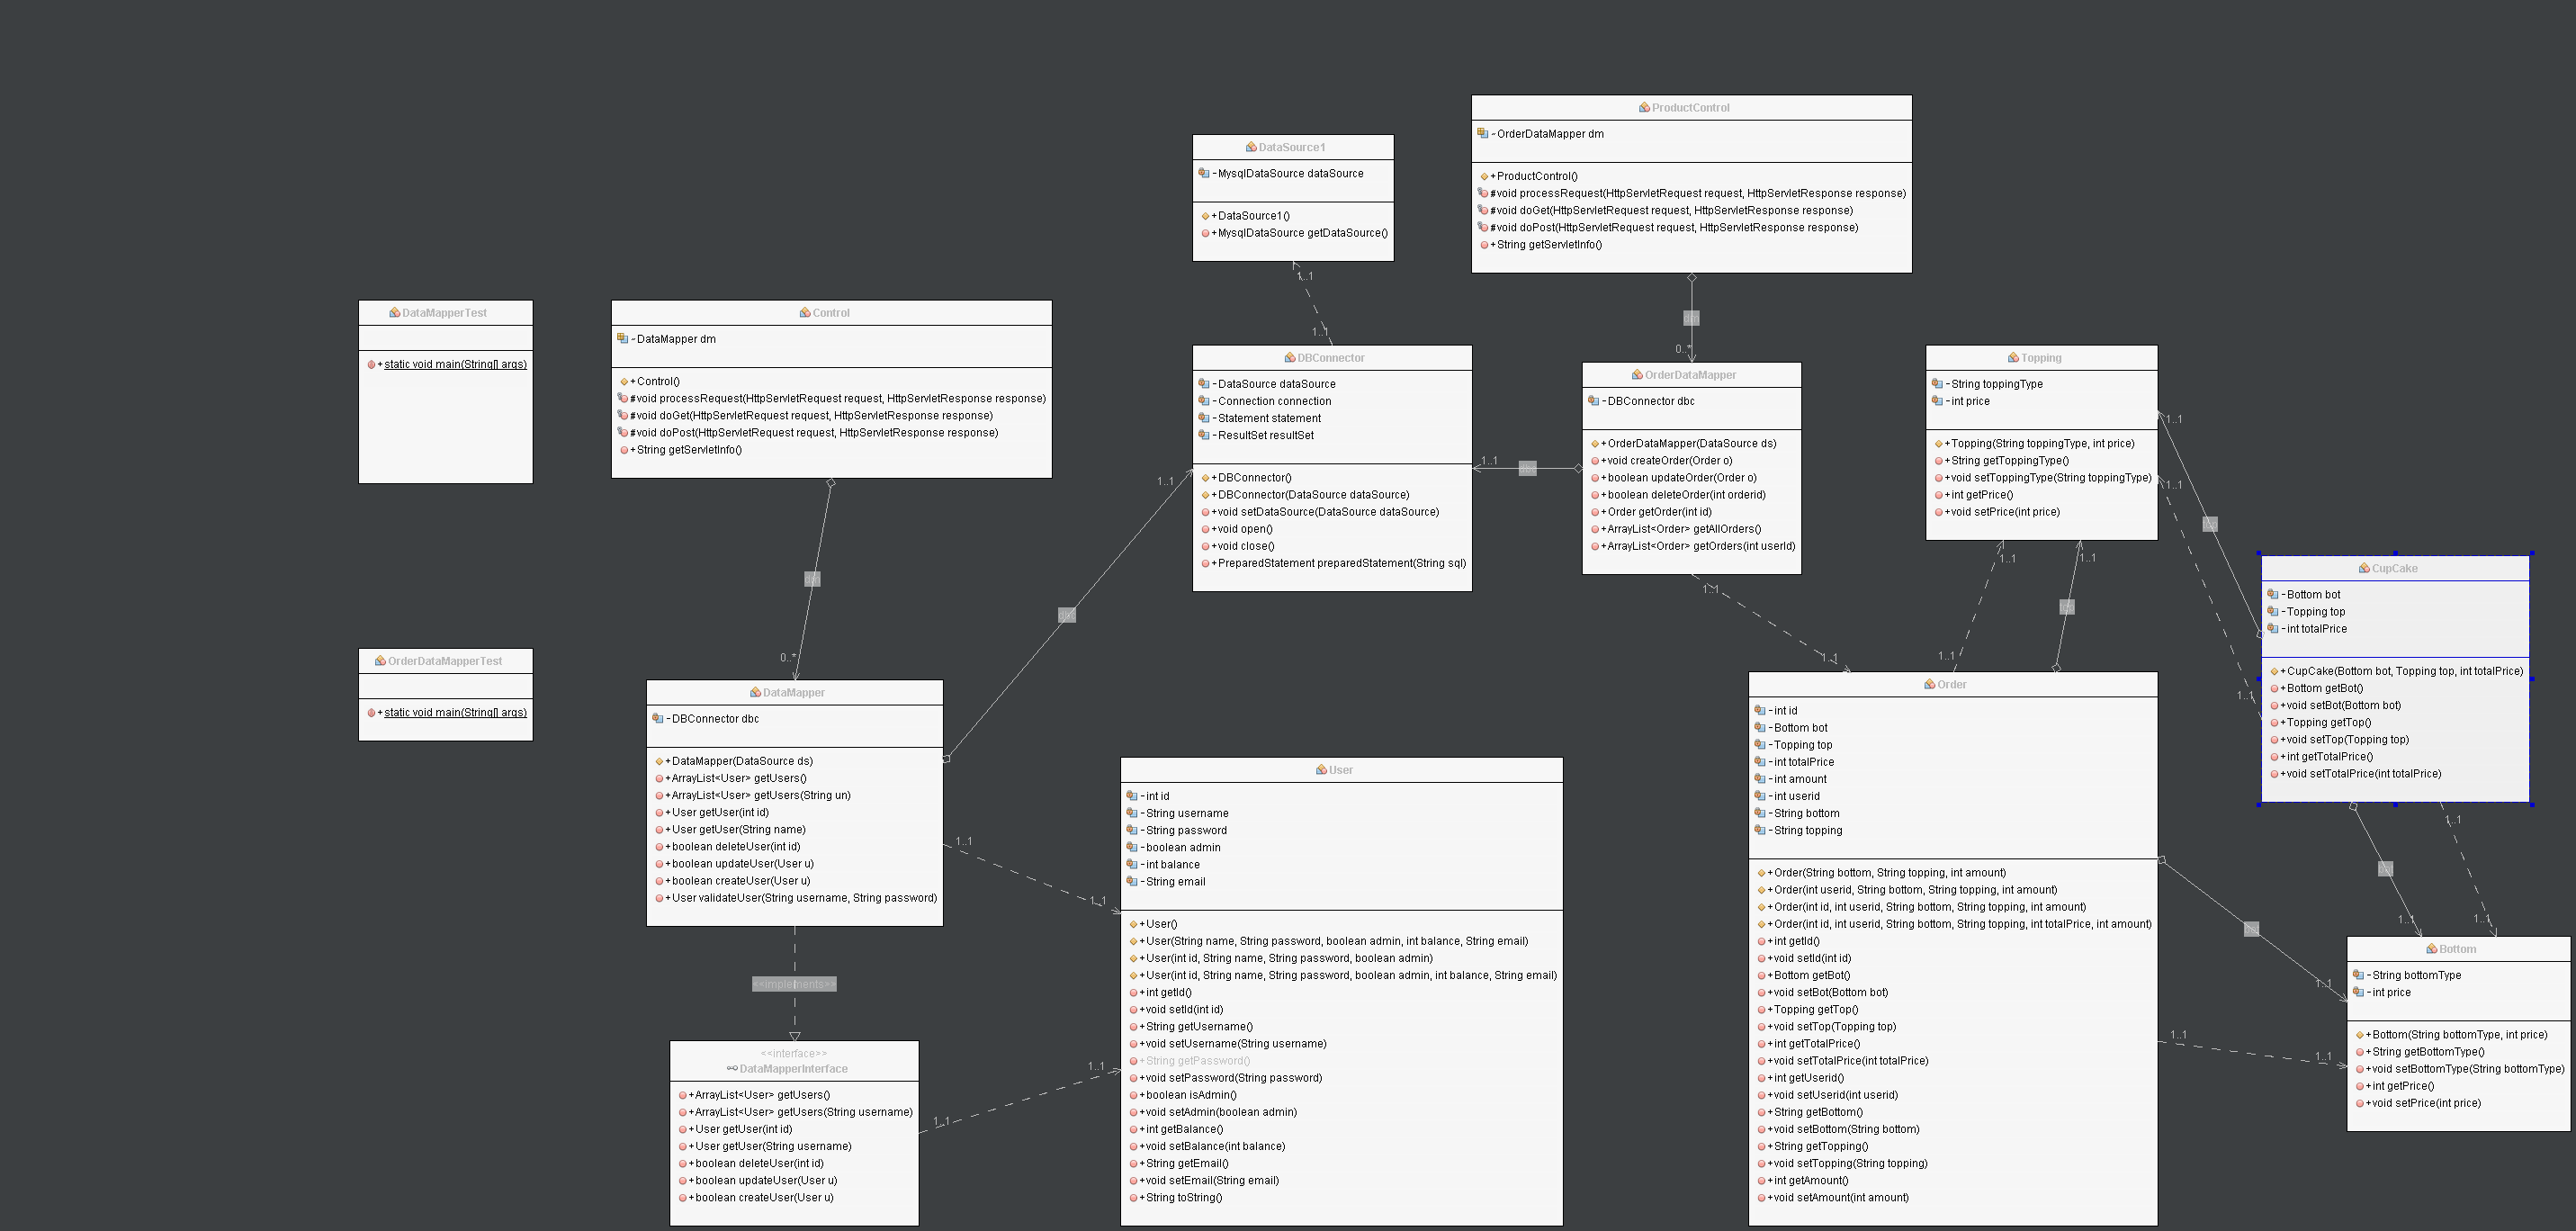 DataMapperTest
+static void main(String[] args)
OrderDataMapperTest
+static void main(String[] args)
Control
~DataMapper dm
+Control()
#void processRequest(HttpServletRequest request, HttpServletResponse response)
#void doGet(HttpServletRequest request, HttpServletResponse response)
#void doPost(HttpServletRequest request, HttpServletResponse response)
+String getServletInfo()
dm
0..*
DataMapper
-DBConnector dbc
+DataMapper(DataSource ds)
+ArrayList<User> getUsers()
+ArrayList<User> getUsers(String un)
+User getUser(int id)
+User getUser(String name)
+boolean deleteUser(int id)
+boolean updateUser(User u)
+boolean createUser(User u)
+User validateUser(String username, String password)
1..1
1..1
dbc
1..1
<<implements>>
<<interface>>
DataMapperInterface
+ArrayList<User> getUsers()
+ArrayList<User> getUsers(String username)
+User getUser(int id)
+User getUser(String username)
+boolean deleteUser(int id)
+boolean updateUser(User u)
+boolean createUser(User u)
1..1
1..1
DataSource1
-MysqlDataSource dataSource
+DataSource1()
+MysqlDataSource getDataSource()
1..1
1..1
DBConnector
-DataSource dataSource
-Connection connection
-Statement statement
-ResultSet resultSet
+DBConnector()
+DBConnector(DataSource dataSource)
+void setDataSource(DataSource dataSource)
+void open()
+void close()
+PreparedStatement preparedStatement(String sql)
1..1
dbc
User
-int id
-String username
-String password
-boolean admin
-int balance
-String email
+User()
+User(String name, String password, boolean admin, int balance, String email)
+User(int id, String name, String password, boolean admin)
+User(int id, String name, String password, boolean admin, int balance, String email)
+int getId()
+void setId(int id)
+String getUsername()
+void setUsername(String username)
+String getPassword()
+void setPassword(String password)
+boolean isAdmin()
+void setAdmin(boolean admin)
+int getBalance()
+void setBalance(int balance)
+String getEmail()
+void setEmail(String email)
+String toString()
ProductControl
~OrderDataMapper dm
+ProductControl()
#void processRequest(HttpServletRequest request, HttpServletResponse response)
#void doGet(HttpServletRequest request, HttpServletResponse response)
#void doPost(HttpServletRequest request, HttpServletResponse response)
+String getServletInfo()
dm
0..*
OrderDataMapper
-DBConnector dbc
+OrderDataMapper(DataSource ds)
+void createOrder(Order o)
+boolean updateOrder(Order o)
+boolean deleteOrder(int orderid)
+Order getOrder(int id)
+ArrayList<Order> getAllOrders()
+ArrayList<Order> getOrders(int userId)
1..1
1..1
Topping
-String toppingType
-int price
+Topping(String toppingType, int price)
+String getToppingType()
+void setToppingType(String toppingType)
+int getPrice()
+void setPrice(int price)
1..1
1..1
1..1
1..1
top
top
1..1
1..1
Order
-int id
-Bottom bot
-Topping top
-int totalPrice
-int amount
-int userid
-String bottom
-String topping
+Order(String bottom, String topping, int amount)
+Order(int userid, String bottom, String topping, int amount)
+Order(int id, int userid, String bottom, String topping, int amount)
+Order(int id, int userid, String bottom, String topping, int totalPrice, int amount)
+int getId()
+void setId(int id)
+Bottom getBot()
+void setBot(Bottom bot)
+Topping getTop()
+void setTop(Topping top)
+int getTotalPrice()
+void setTotalPrice(int totalPrice)
+int getUserid()
+void setUserid(int userid)
+String getBottom()
+void setBottom(String bottom)
+String getTopping()
+void setTopping(String topping)
+int getAmount()
+void setAmount(int amount)
CupCake
-Bottom bot
-Topping top
-int totalPrice
+CupCake(Bottom bot, Topping top, int totalPrice)
+Bottom getBot()
+void setBot(Bottom bot)
+Topping getTop()
+void setTop(Topping top)
+int getTotalPrice()
+void setTotalPrice(int totalPrice)
1..1
bot
1..1
1..1
bot
1..1
1..1
1..1
Bottom
-String bottomType
-int price
+Bottom(String bottomType, int price)
+String getBottomType()
+void setBottomType(String bottomType)
+int getPrice()
+void setPrice(int price)